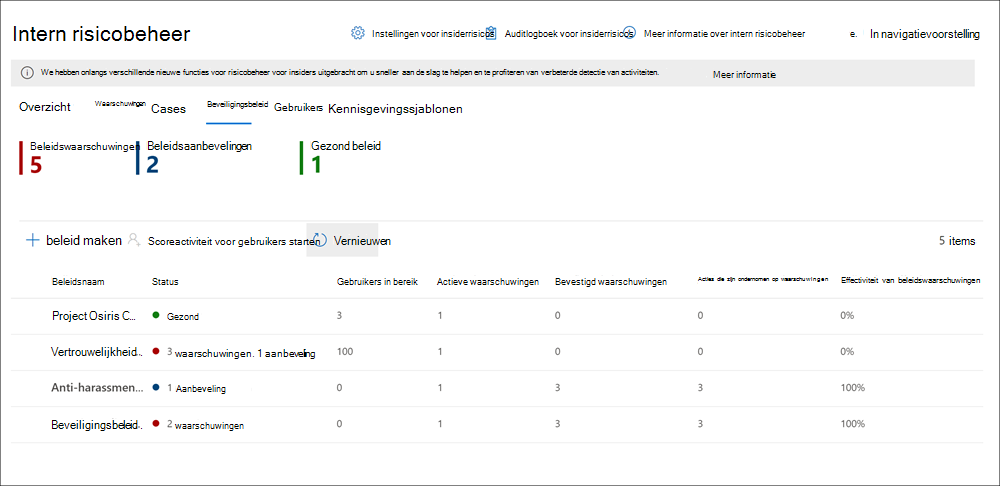 Intern risicobeheer
Instellingen voor insiderrisicos Auditlogboek voor insiderrisicos Meer informatie over intern risicobeheer e. In navigatievoorstelling
We hebben onlangs verschillende nieuwe functies voor risicobeheer voor insiders uitgebracht om u sneller aan de slag te helpen en te profiteren van verbeterde detectie van activiteiten. Meer informatie
Overzicht Waarschuwingen Cases Beveiligingsbeleid Gebruikers Kennisgevingssjablonen
Beleidswaarschuwingen Beleidsaanbevelingen Gezond beleid
5 2 1
beleid maken Scoreactiviteit voor gebruikers starten Vernieuwen 5 items
Beleidsnaam Status Gebruikers in bereik Actieve waarschuwingen Bevestigd waarschuwingen Acties die zijn ondernomen op waarschuwingen Effectiviteit van beleidswaarschuwingen
Project Osiris C... Gezond 3 1 0 0 0%
Vertrouwelijkheid.. 3 waarschuwingen. 1 aanbeveling 100 1 0 0 0%
Anti-harassmen... 1 Aanbeveling 0 1 3 3 100%
Beveiligingsbeleid. 2 waarschuwingen 0 1 3 3 100%